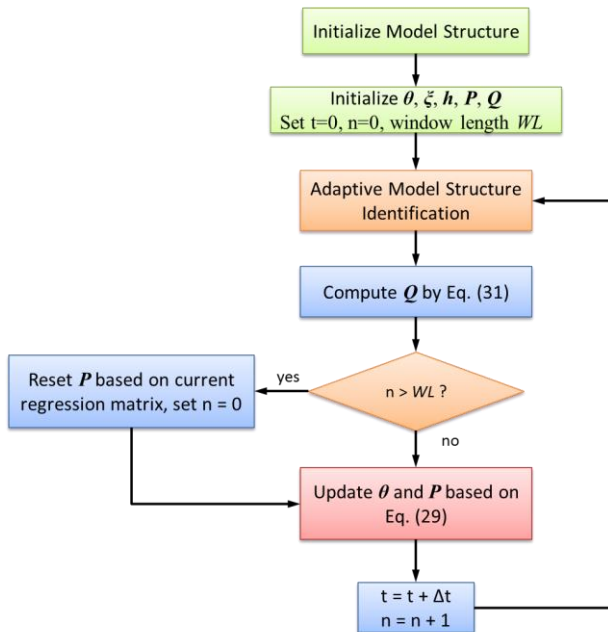 Initialize Model Structure
Initialize θ, ξ, h, P, Q
Set t=0, n=0, window length WL
Adaptive Model Structure
Identification
Compute Q by Eq. (31)
n > WL ?
yes
Reset P based on current
regression matrix, set n = 0
no
Update θ and P based on
Eq. (29)
t = t + Δt
n = n + 1